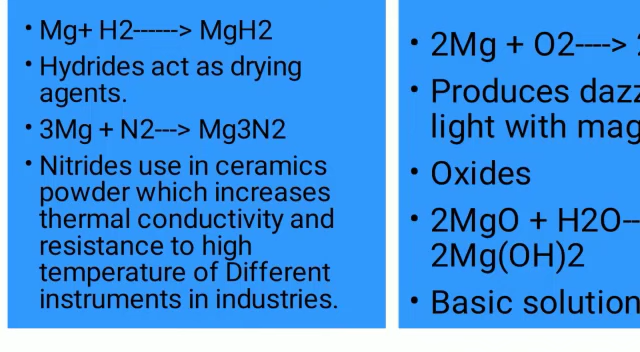 • Mg+ H2------> MgH2
• Hydrides act as drying
agents.
• 3Mg + N2---> Mg3N2
• Nitrides use in ceramics
powder which increases
thermal conductivity and
resistance to high
temperature of Different
instruments in industries.
• 2Mg + O2---->
• Produces dazz
light with mag
• Oxides
• 2MgO + H2O--
2Mg(OH)2
• Basic solution